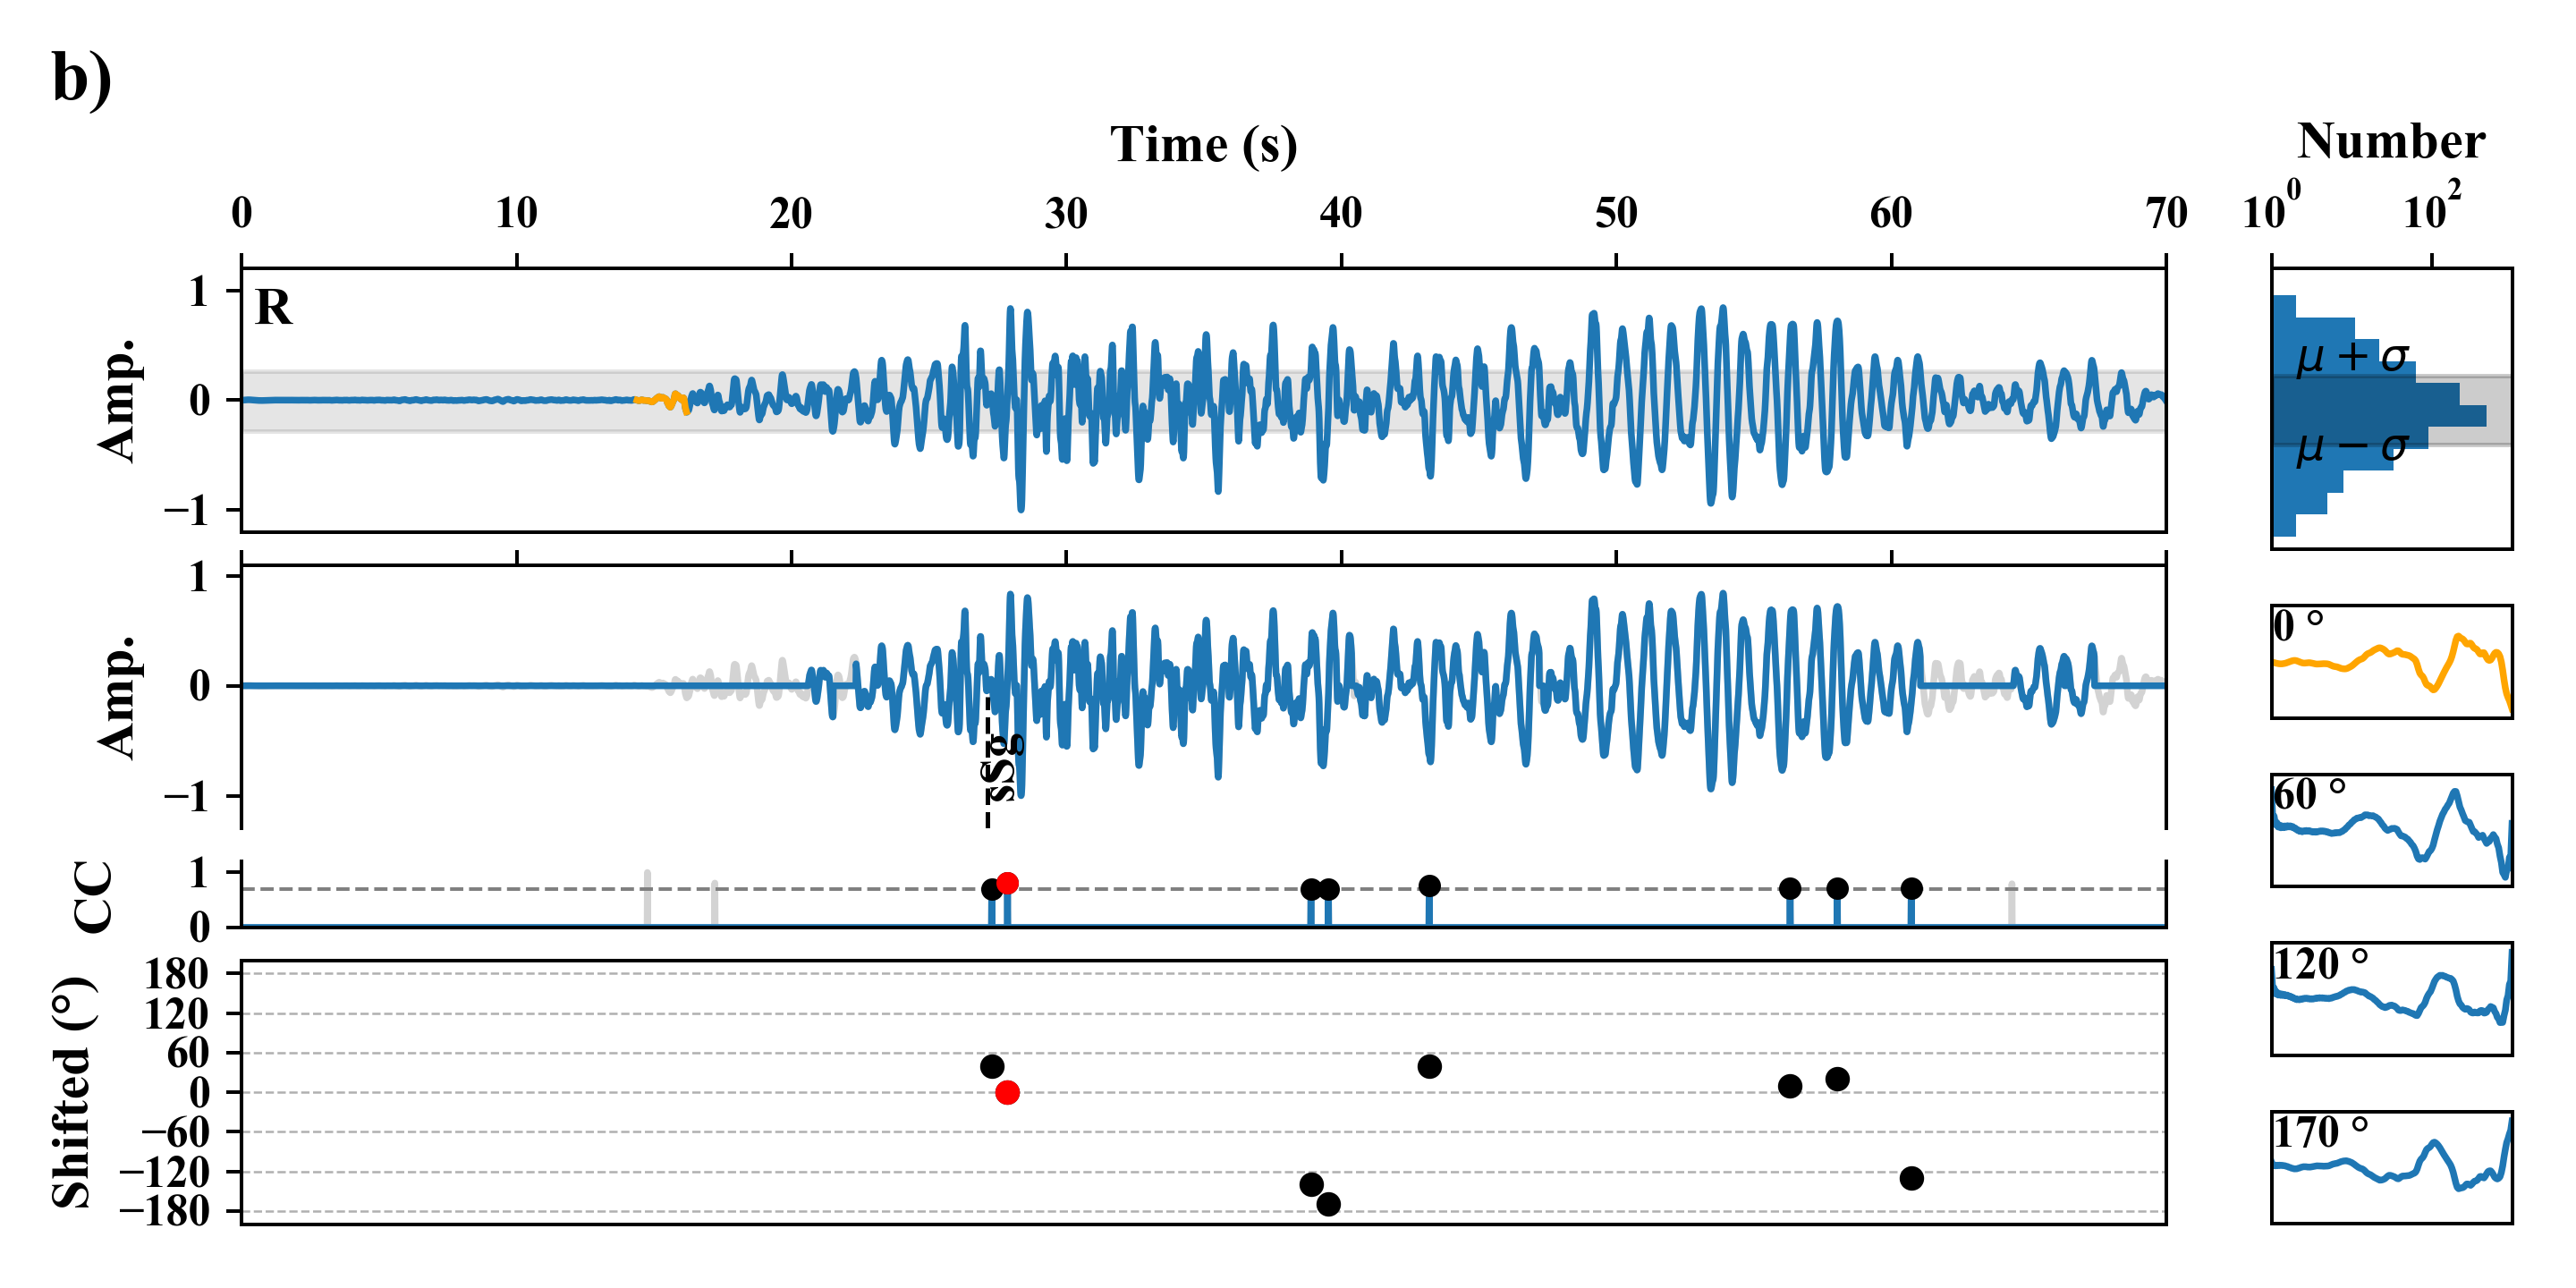 b)
Time (s)
Number
0 10 20 30 40 50 60 70
10^0 10^2
1
R
Amp.
0
−1
μ + σ
μ − σ
1
Amp.
0
−1
sSg
0 °
60 °
1
CC
0
120 °
180
120
60
Shifted (°)
0
−60
−120
−180
170 °